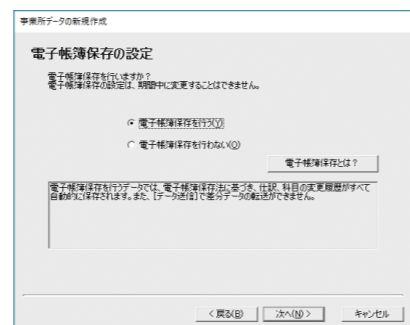 事業所データの新規作成
電子帳簿保存の設定
電子帳簿保存を行いますか？
電子帳簿保存の設定は、期間中に変更することはできません。
電子帳簿保存を行う(Y)
電子帳簿保存を行わない(O)
電子帳簿保存とは？
電子帳簿保存を行うデータでは、電子帳簿保存法に基づき、仕訳、科目の変更履歴がすべて
自動的に保存されます。また、[データ送信]で差分データの転送ができません。
< 戻る(B)
次へ(N) >
キャンセル